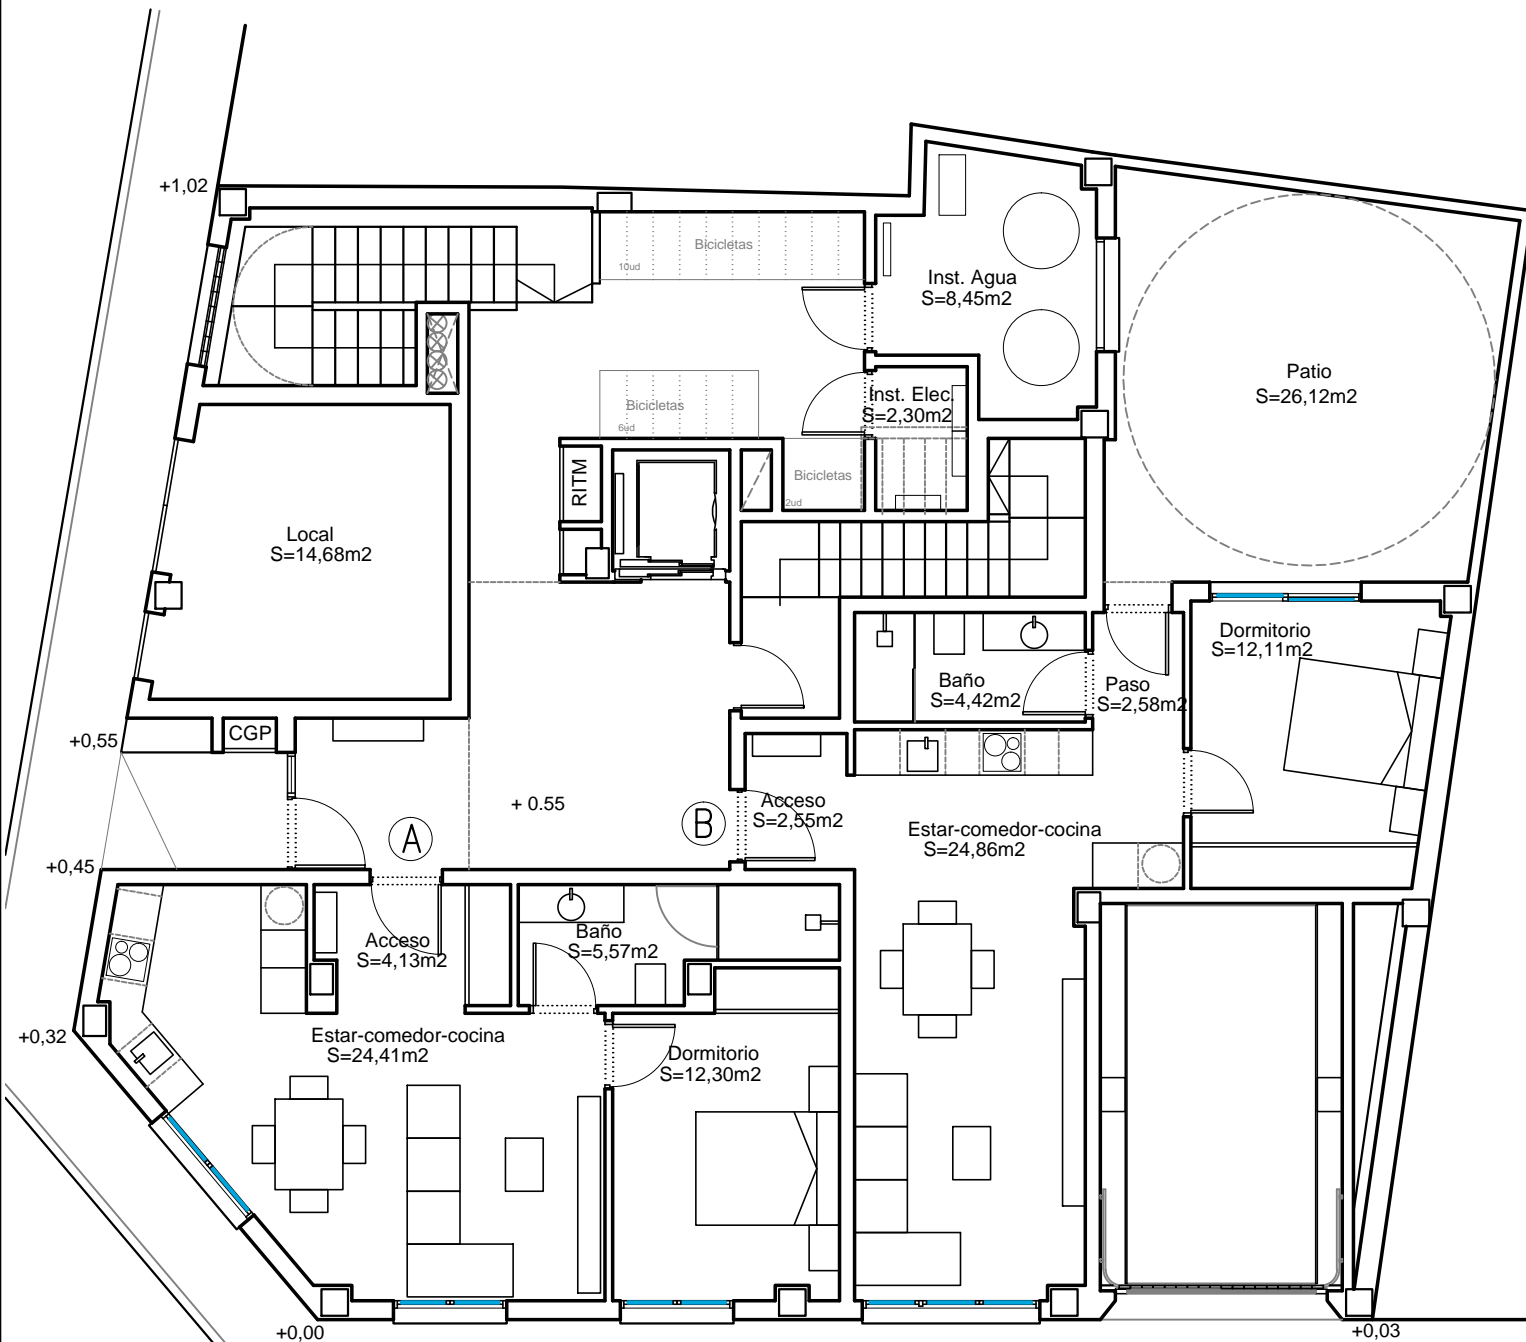 +1,02
Bicicletas
10ud
Inst. Agua
S=8,45m2
Patio
S=26,12m2
Inst. Elec.
S=2,30m2
Bicicletas
6ud
RITM
Bicicletas
2ud
Local
S=14,68m2
Dormitorio
S=12,11m2
Baño
S=4,42m2
Paso
S=2,58m2
CGP
+0,55
+ 0.55
A
B
Acceso
S=2,55m2
Estar-comedor-cocina
S=24,86m2
+0,45
Acceso
S=4,13m2
Baño
S=5,57m2
+0,32
Estar-comedor-cocina
S=24,41m2
Dormitorio
S=12,30m2
+0,00
+0,03